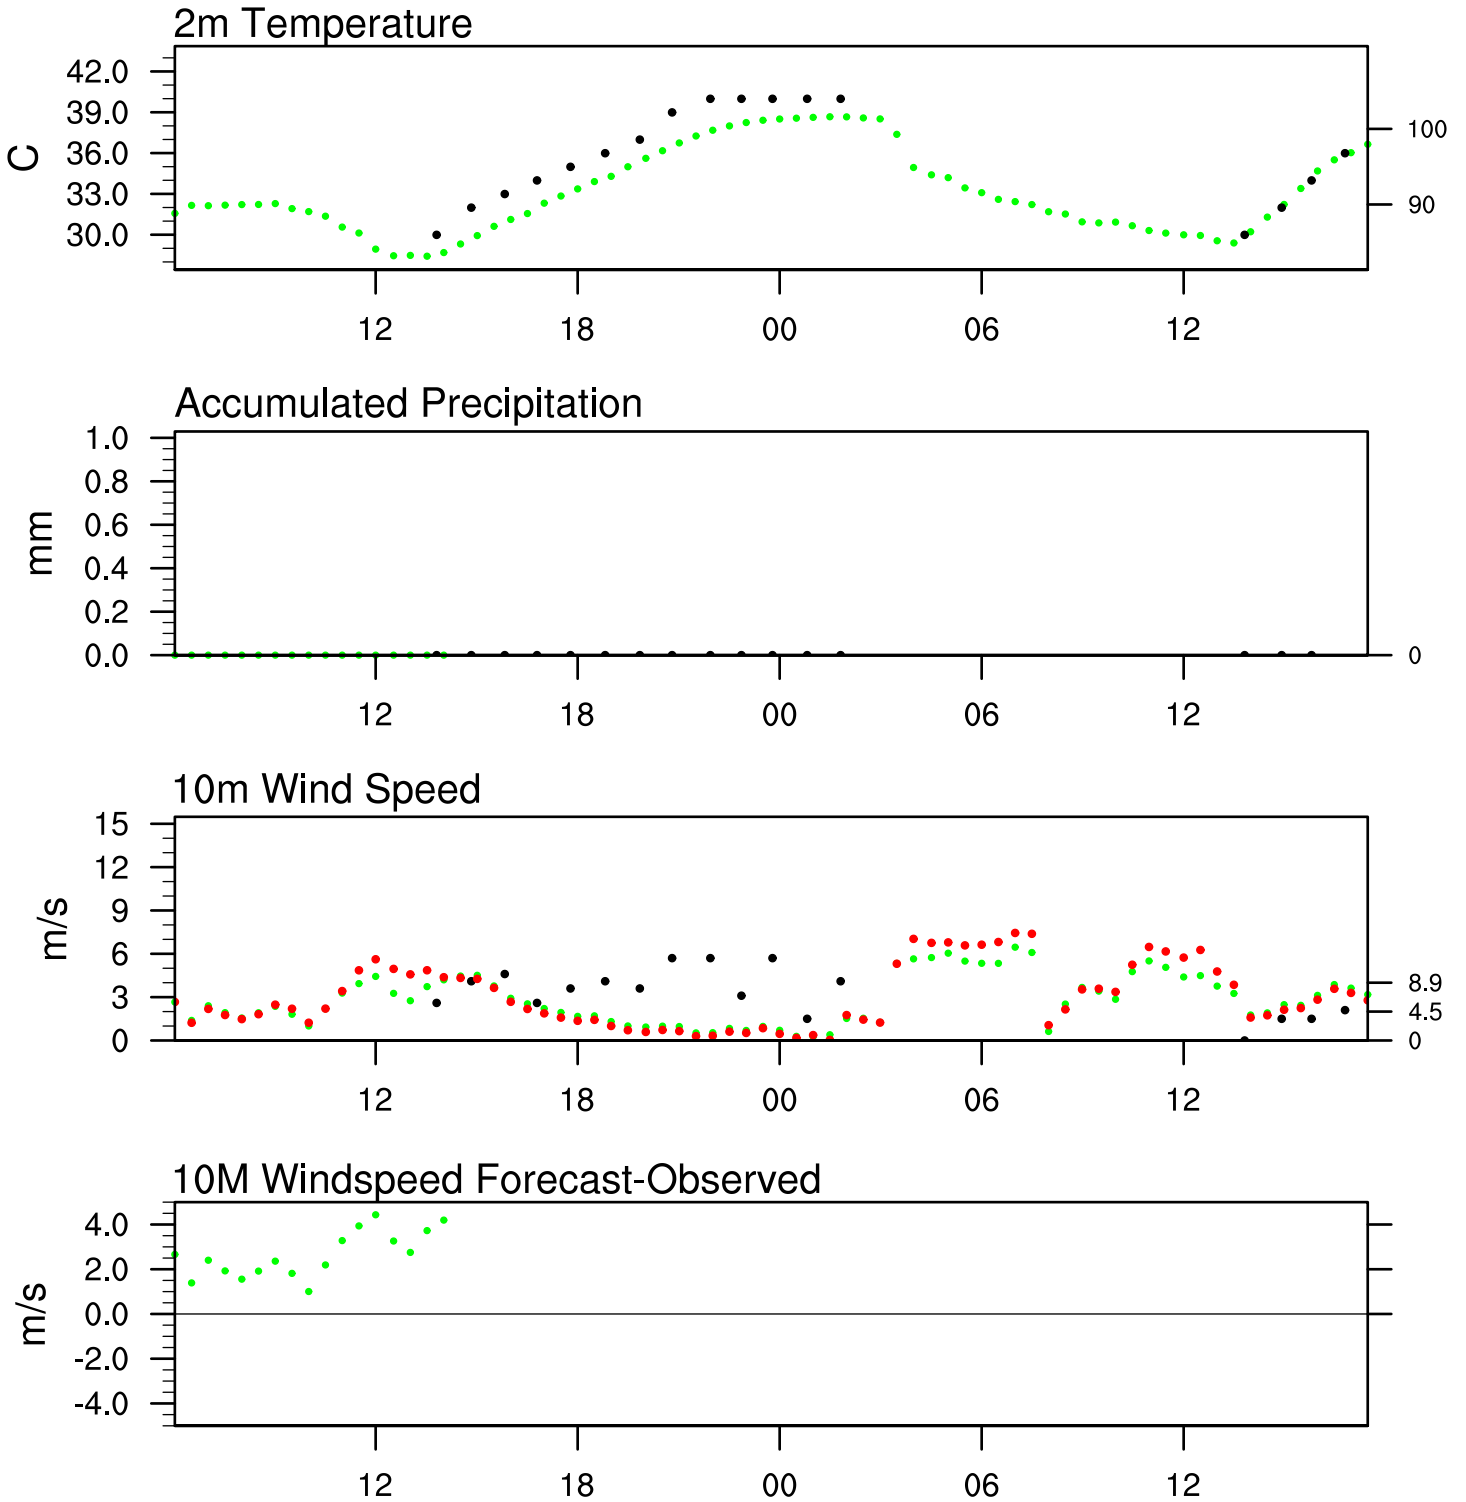 2m Temperature
42.0
39.0
36.0
33.0
30.0
C
100
90
12 18 00 06 12
Accumulated Precipitation
1.0
0.8
0.6
0.4
0.2
0.0
mm
0
12 18 00 06 12
10m Wind Speed
15
12
9
6
3
0
m/s
8.9
4.5
0
12 18 00 06 12
10M Windspeed Forecast-Observed
4.0
2.0
0.0
-2.0
-4.0
m/s
12 18 00 06 12